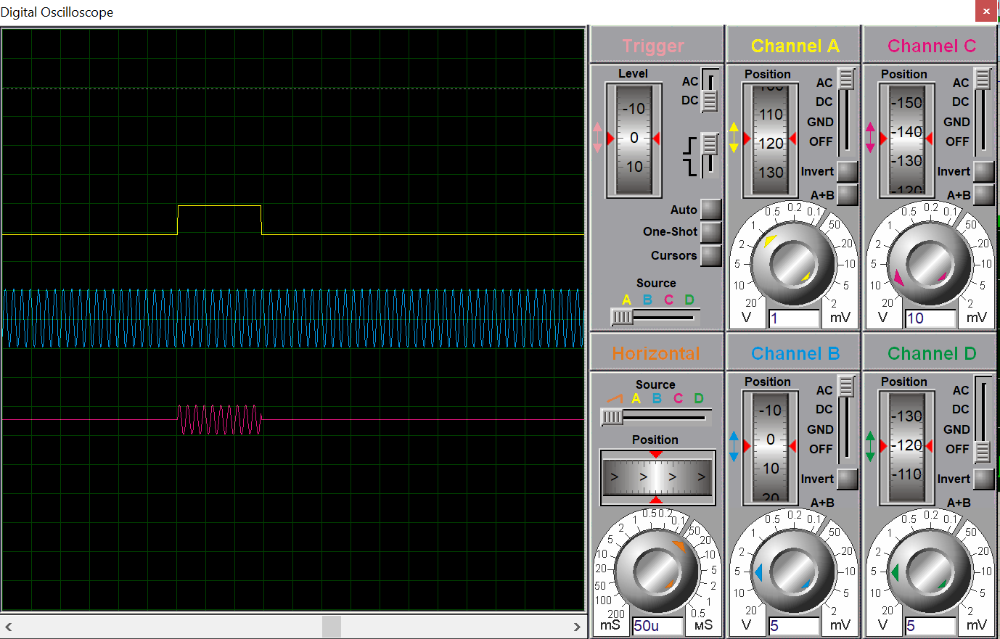 Digital Oscilloscope
Trigger
Level
-10
0
10
AC
DC
Auto
One-Shot
Cursors
Source
A B C D
Channel A
Position
100
110
120
130
AC
DC
GND
OFF
Invert
A+B
20
10
5
2
1
0.5
0.2
0.1
50
20
10
5
2
V
1
mV
Channel C
Position
-150
-140
-130
-120
AC
DC
GND
OFF
Invert
A+B
20
10
5
2
1
0.5
0.2
0.1
50
20
10
5
2
V
10
mV
Horizontal
Source
A B C D
Position
> > > >
200
100
50
20
10
5
2
1
0.5
0.2
0.1
50
20
10
5
2
1
0.5
mS
50u
мS
Channel B
Position
-10
0
10
20
AC
DC
GND
OFF
Invert
A+B
20
10
5
2
1
0.5
0.2
0.1
50
20
10
5
2
V
5
mV
Channel D
Position
-130
-120
-110
AC
DC
GND
OFF
Invert
A+B
20
10
5
2
1
0.5
0.2
0.1
50
20
10
5
2
V
5
mV